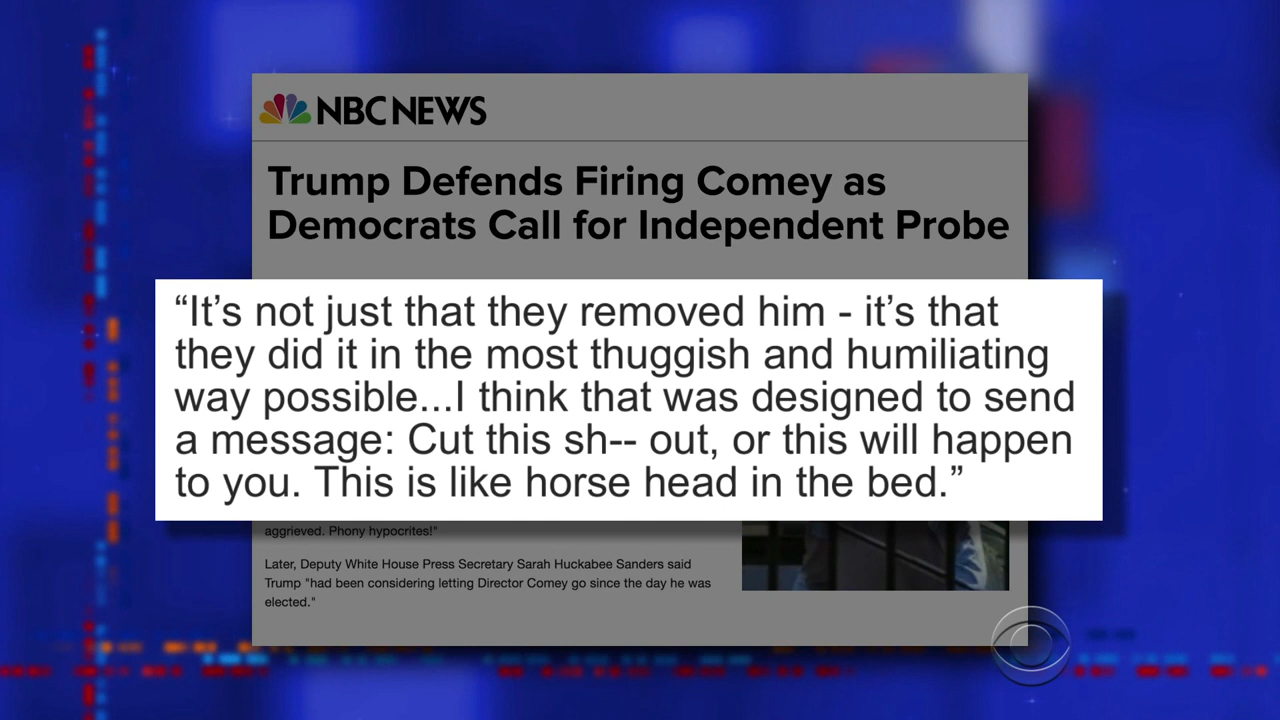 NBC NEWS
Trump Defends Firing Comey as
Democrats Call for Independent Probe
“It’s not just that they removed him - it’s that
they did it in the most thuggish and humiliating
way possible...I think that was designed to send
a message: Cut this sh-- out, or this will happen
to you. This is like horse head in the bed.”
aggrieved. Phony hypocrites!"
Later, Deputy White House Press Secretary Sarah Huckabee Sanders said
Trump "had been considering letting Director Comey go since the day he was
elected."